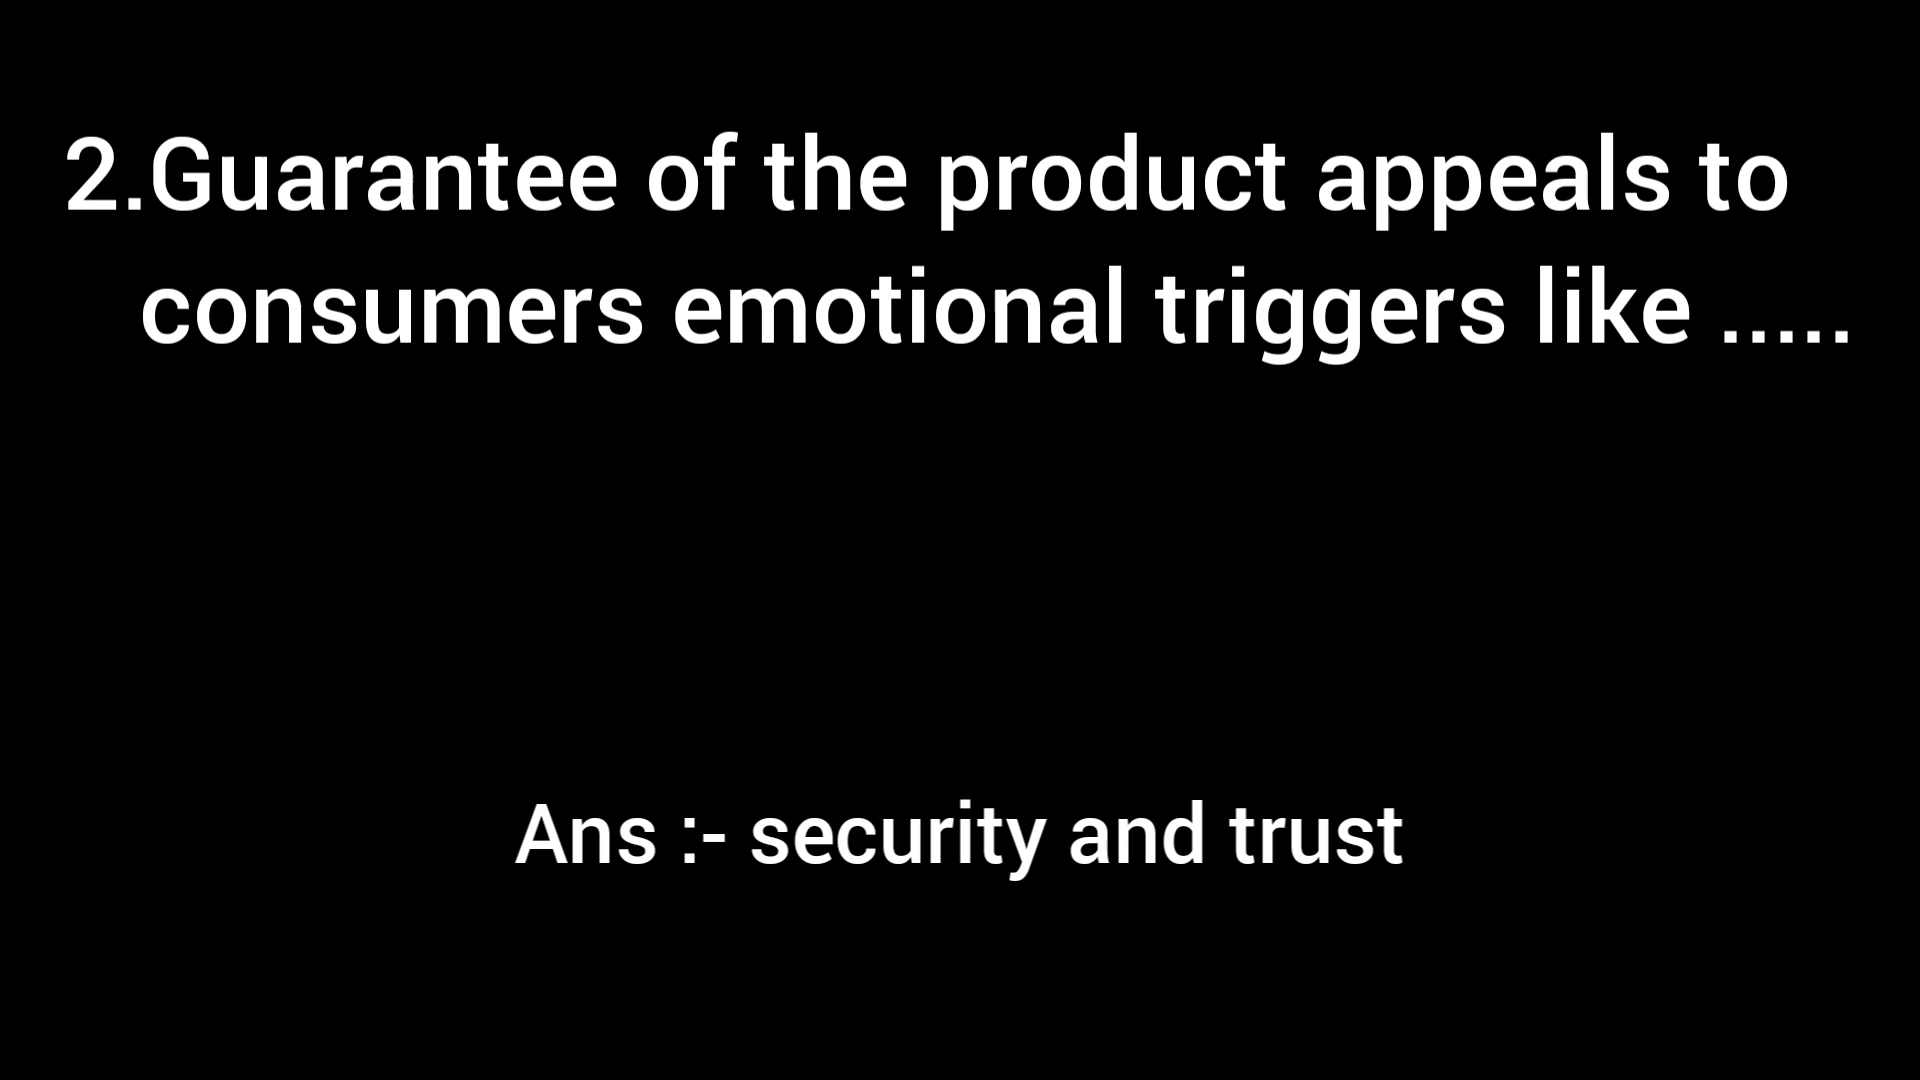 2.Guarantee of the product appeals to
consumers emotional triggers like .....
Ans :- security and trust